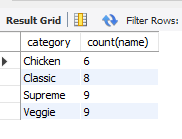 Result Grid Filter Rows:
category count(name)
Chicken 6
Classic 8
Supreme 9
Veggie 9